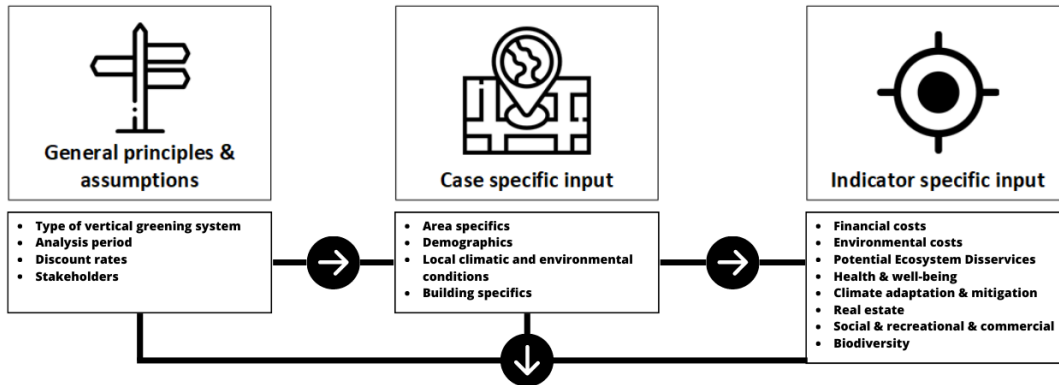 General principles &
assumptions
• Type of vertical greening system
• Analysis period
• Discount rates
• Stakeholders
Case specific input
• Area specifics
• Demographics
• Local climatic and environmental
conditions
• Building specifics
Indicator specific input
• Financial costs
• Environmental costs
• Potential Ecosystem Disservices
• Health & well-being
• Climate adaptation & mitigation
• Real estate
• Social & recreational & commercial
• Biodiversity